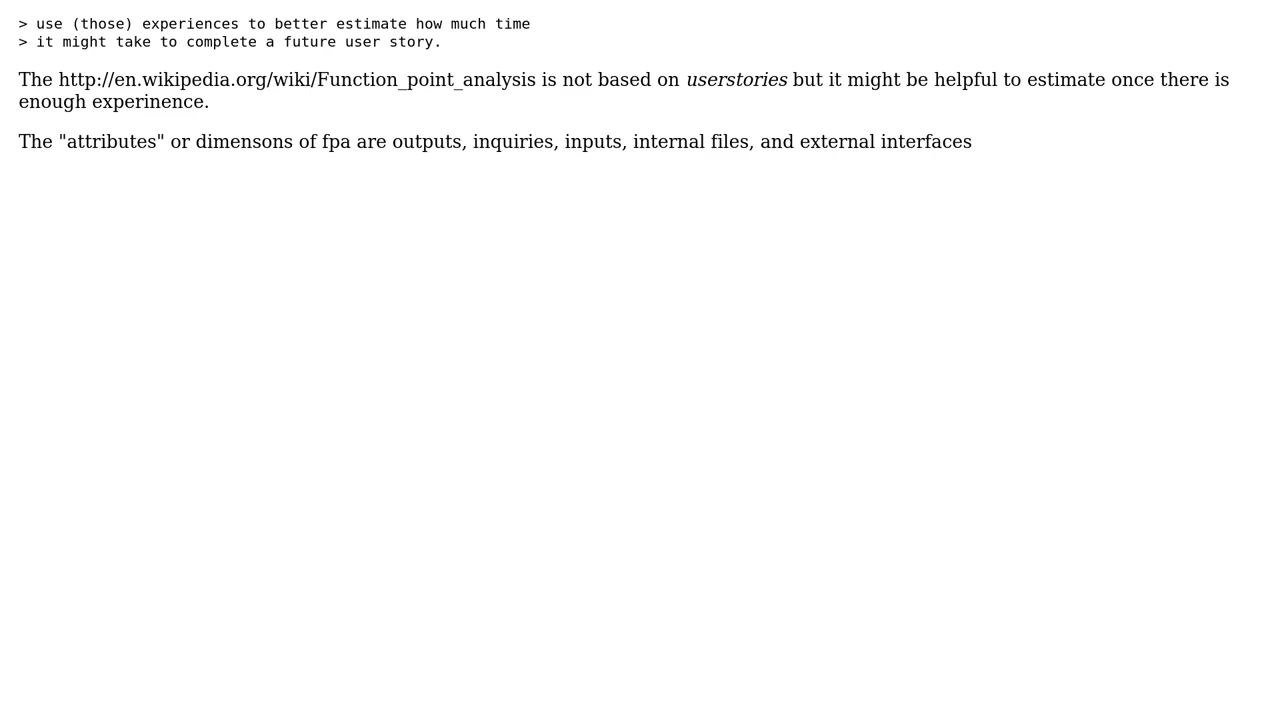 > use (those) experiences to better estimate how much time
> it might take to complete a future user story.
The http://en.wikipedia.org/wiki/Function_point_analysis is not based on userstories but it might be helpful to estimate once there is
enough experinence.
The "attributes" or dimensons of fpa are outputs, inquiries, inputs, internal files, and external interfaces